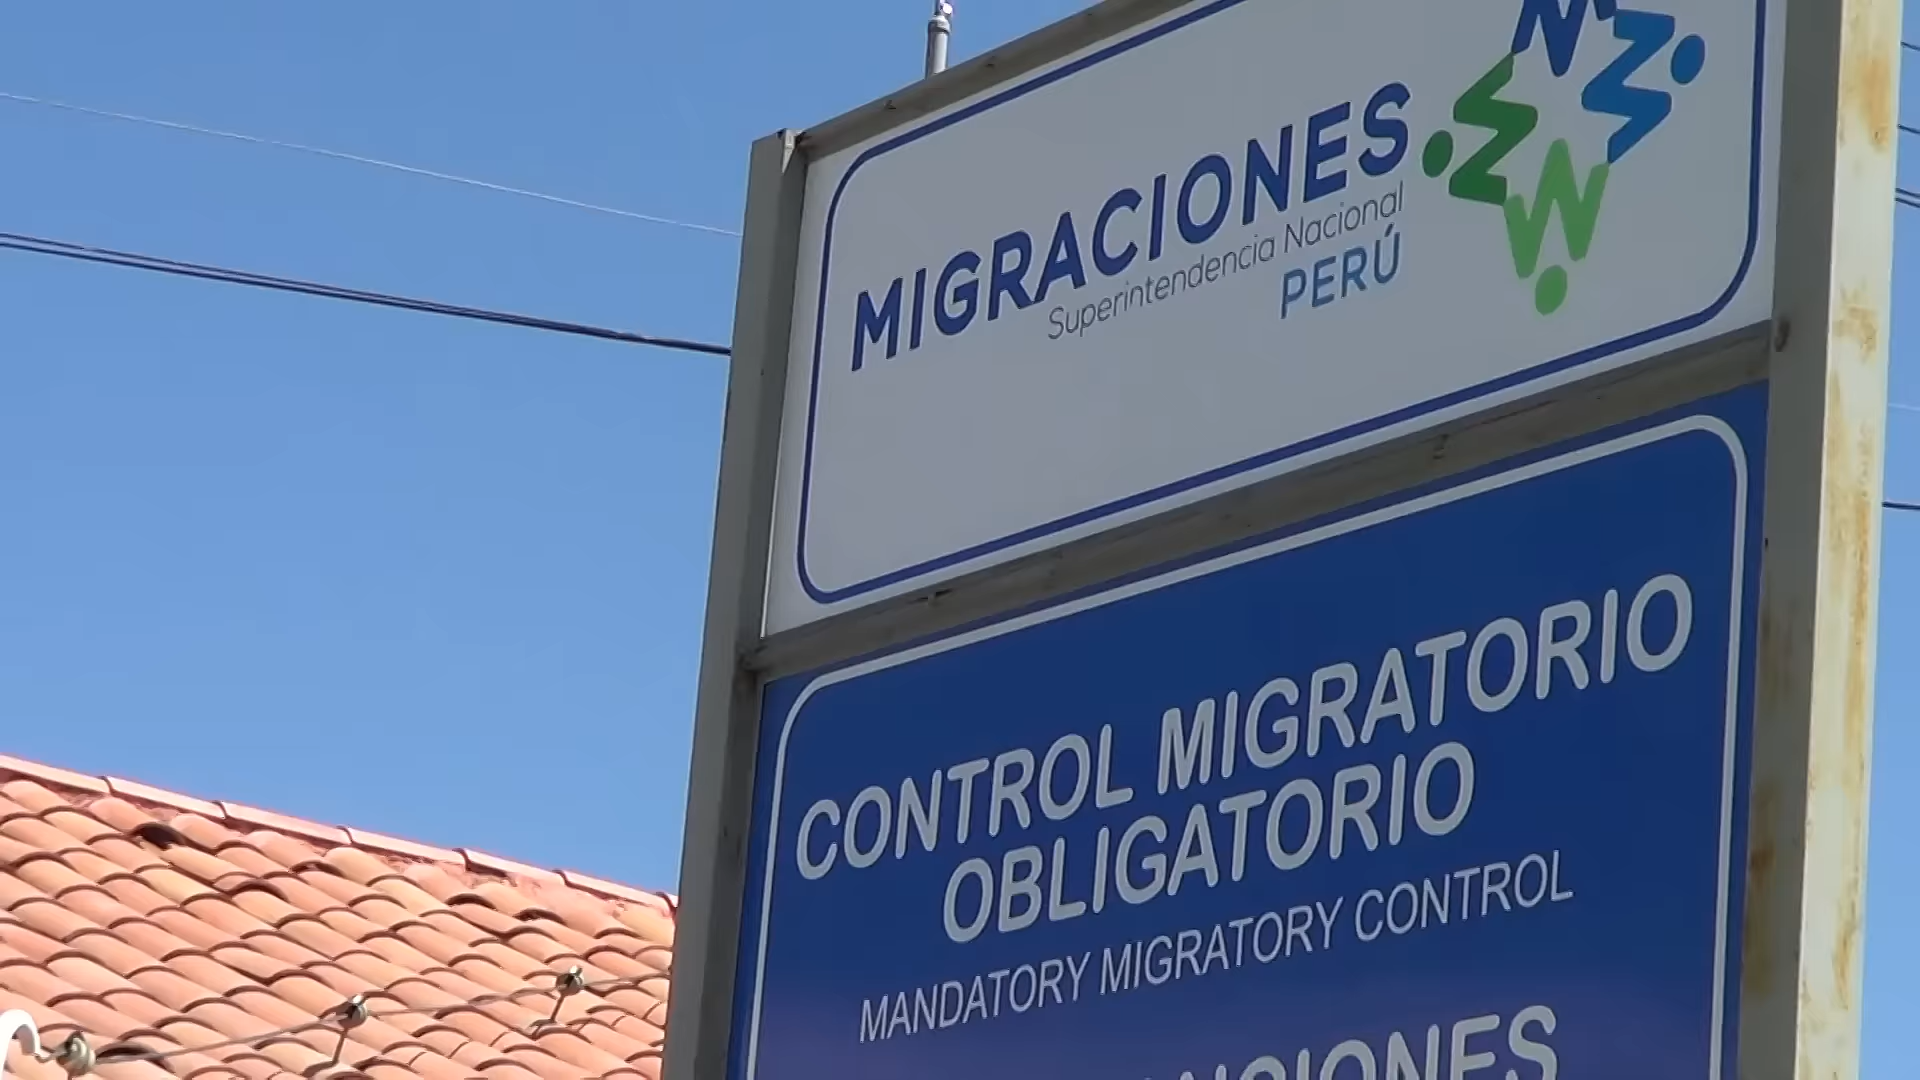 MIGRACIONES
Superintendencia Nacional
PERÚ
CONTROL MIGRATORIO
OBLIGATORIO
MANDATORY MIGRATORY CONTROL